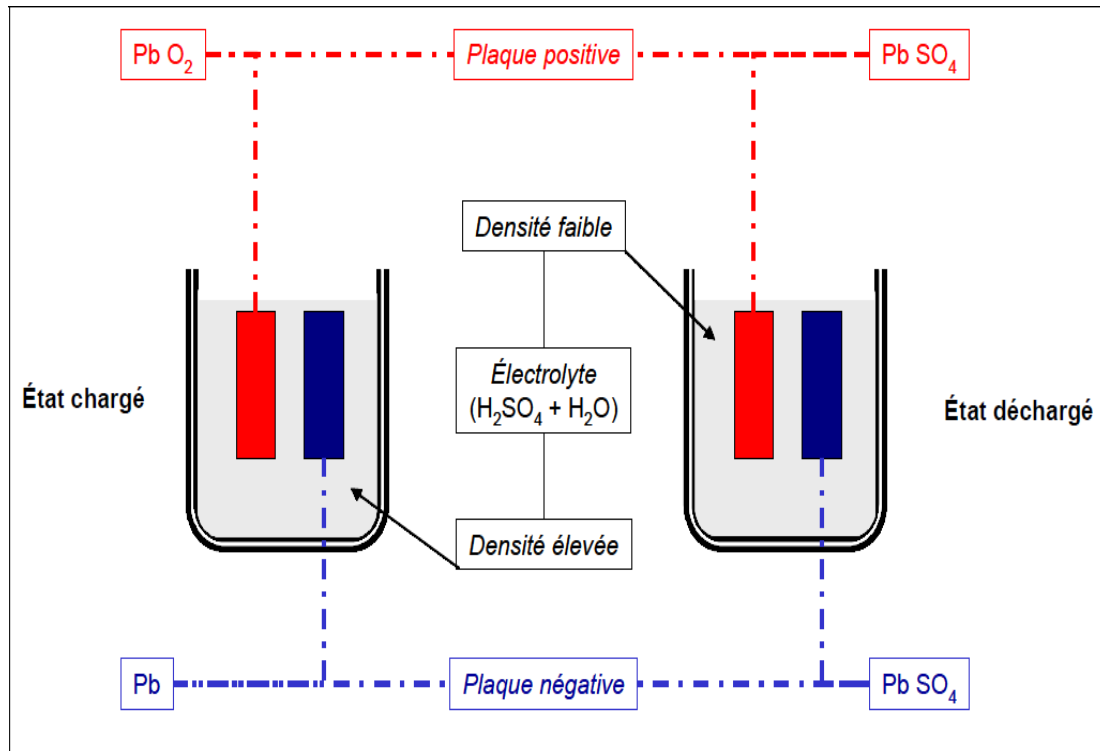 Pb O₂
Plaque positive
Pb SO₄
Densité faible
État chargé
Électrolyte
(H₂SO₄ + H₂O)
État déchargé
Densité élevée
Pb
Plaque négative
Pb SO₄